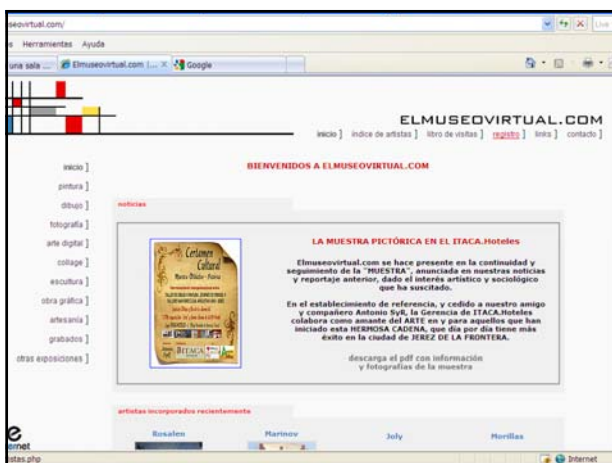 seovirtual.com/
Live
s Herramientas Ayuda
una sala ... Elmuseovirtual.com | ... X Google
ELMUSEOVIRTUAL.COM
inicio ] índice de artistas ] libro de visitas ] registro ] links ] contacto ]
BIENVENIDOS A ELMUSEOVIRTUAL.COM
inicio ]
pintura ]
dibujo ]
fotografía ]
arte digital ]
collage ]
escultura ]
obra gráfica ]
artesanía ]
grabados ]
otras exposiciones ]
noticias
Certamen
Cultural
LA MUESTRA PICTÓRICA EN EL ITACA.Hoteles
Elmuseovirtual.com se hace presente en la continuidad y
seguimiento de la "MUESTRA", anunciada en nuestras noticias
y reportaje anterior, dado el interés artístico y sociológico
que ha suscitado.
En el establecimiento de referencia, y cedido a nuestro amigo
y compañero Antonio SyR, la Gerencia de ITACA.Hoteles
colabora como amante del ARTE en y para aquellos que han
iniciado esta HERMOSA CADENA, que día por día tiene más
éxito en la ciudad de JEREZ DE LA FRONTERA.
descarga el pdf con información
y fotografías de la muestra
artistas incorporados recientemente
Rosalen Marinov Joly Morillas
e
ernet
istas.php
Internet